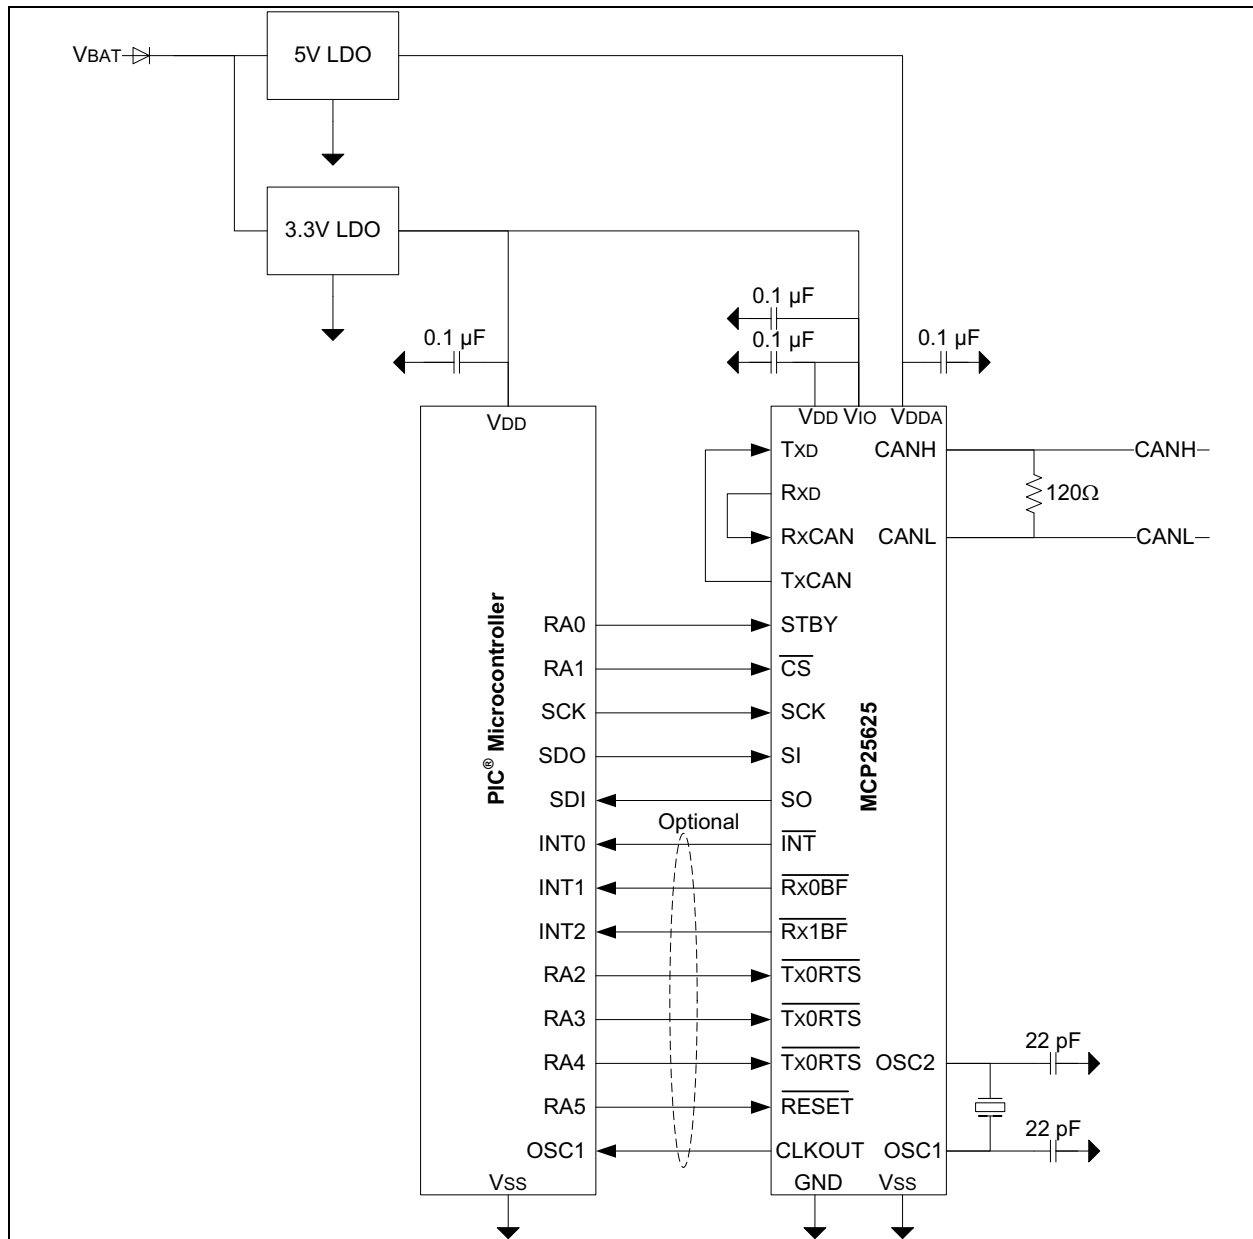 VBAT
5V LDO
3.3V LDO
0.1 µF
0.1 µF
0.1 µF
0.1 µF
VDD
VDD VIO VDDA
TXD CANH CANH
RXD
120Ω
RXCAN CANL CANL
TXCAN
PIC® Microcontroller
MCP25625
RA0 STBY
RA1 CS
SCK SCK
SDO SI
SDI SO
Optional
INT0 INT
INT1 RX0BF
INT2 RX1BF
RA2 TX0RTS
RA3 TX0RTS
22 pF
RA4 TX0RTS OSC2
RA5 RESET
22 pF
OSC1 CLKOUT OSC1
VSS GND VSS